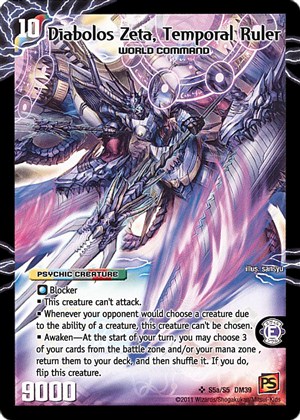 10
Diabolos Zeta, Temporal Ruler
WORLD COMMAND
illus. sansyu
PSYCHIC CREATURE
Blocker
▪ This creature can't attack.
▪ Whenever your opponent would choose a creature due
to the ability of a creature, this creature can't be chosen.
▪ Awaken—At the start of your turn, you may choose 3
of your cards from the battle zone and/or your mana zone ,
return them to your deck, and then shuffle it. If you do,
flip this creature.
9000
S5a/S5 DM39
©2011 Wizards/Shogakukan/Mitsui-Kids
PS